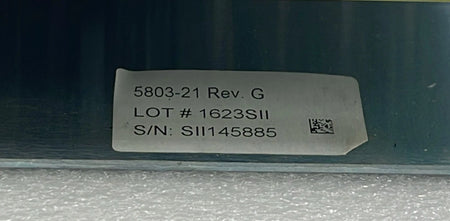 5803-21 Rev. G
LOT # 1623SII
S/N: SII145885